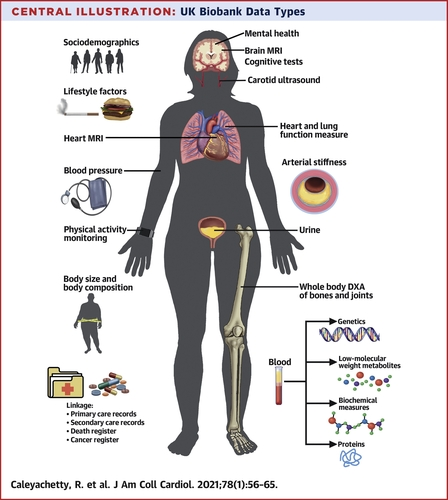 CENTRAL ILLUSTRATION: UK Biobank Data Types
Sociodemographics
Lifestyle factors
Heart MRI
Blood pressure
Physical activity
monitoring
Body size and
body composition
Linkage:
• Primary care records
• Secondary care records
• Death register
• Cancer register
Mental health
Brain MRI
Cognitive tests
Carotid ultrasound
Heart and lung
function measure
Arterial stiffness
Urine
Whole body DXA
of bones and joints
Blood
Genetics
Low-molecular
weight metabolites
Biochemical
measures
Proteins
Caleyachetty, R. et al. J Am Coll Cardiol. 2021;78(1):56–65.